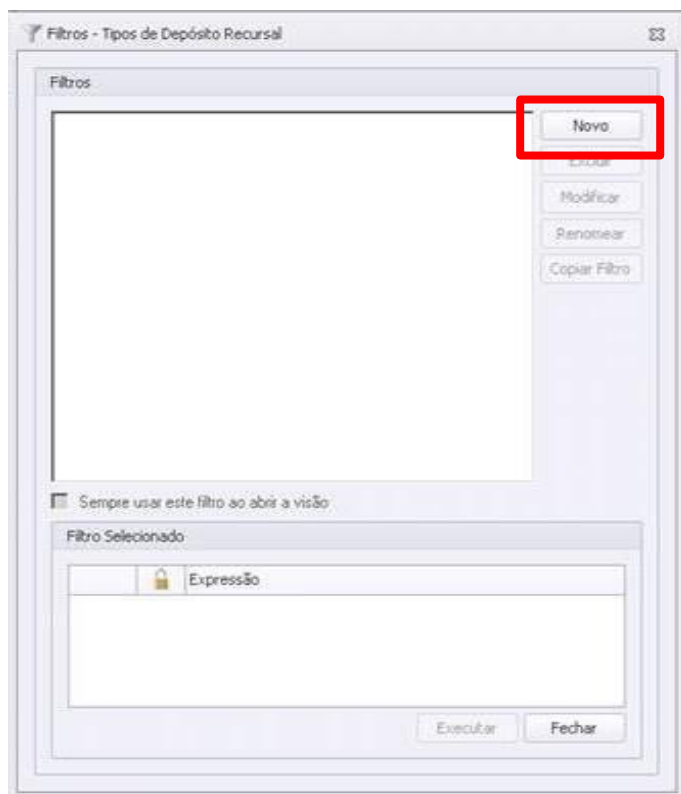 Filtros - Tipos de Depósito Recursal
Filtros
Novo
Excluir
Modificar
Renomear
Copiar Filtro
Sempre usar este filtro ao abrir a visão
Filtro Selecionado
Expressão
Executar Fechar